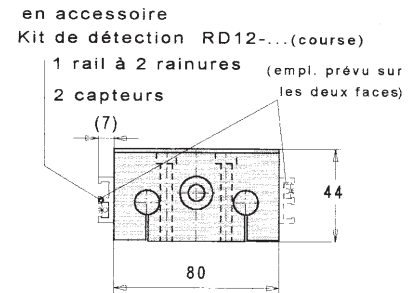 en accessoire
Kit de détection RD12-...(course)
1 rail à 2 rainures
(empl. prévu sur
les deux faces)
2 capteurs
(7)
44
80